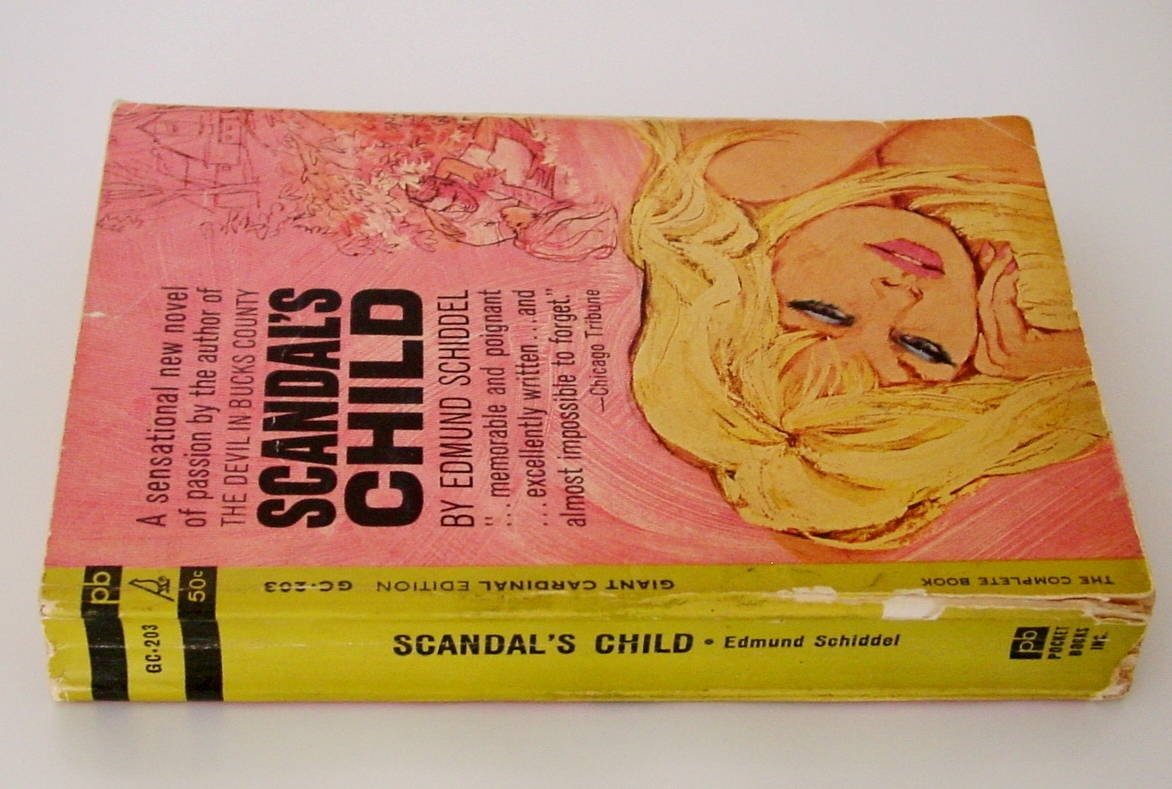 A sensational new novel
of passion by the author of
THE DEVIL IN BUCKS COUNTY
SCANDAL'S
CHILD
BY EDMUND SCHIDDEL
"... memorable and poignant
... excellently written ... and
almost impossible to forget."
—Chicago Tribune
pb
50c
GC·203 GIANT CARDINAL EDITION THE COMPLETE BOOK
GC·203
SCANDAL'S CHILD • Edmund Schiddel
pb
POCKET
BOOKS
INC.